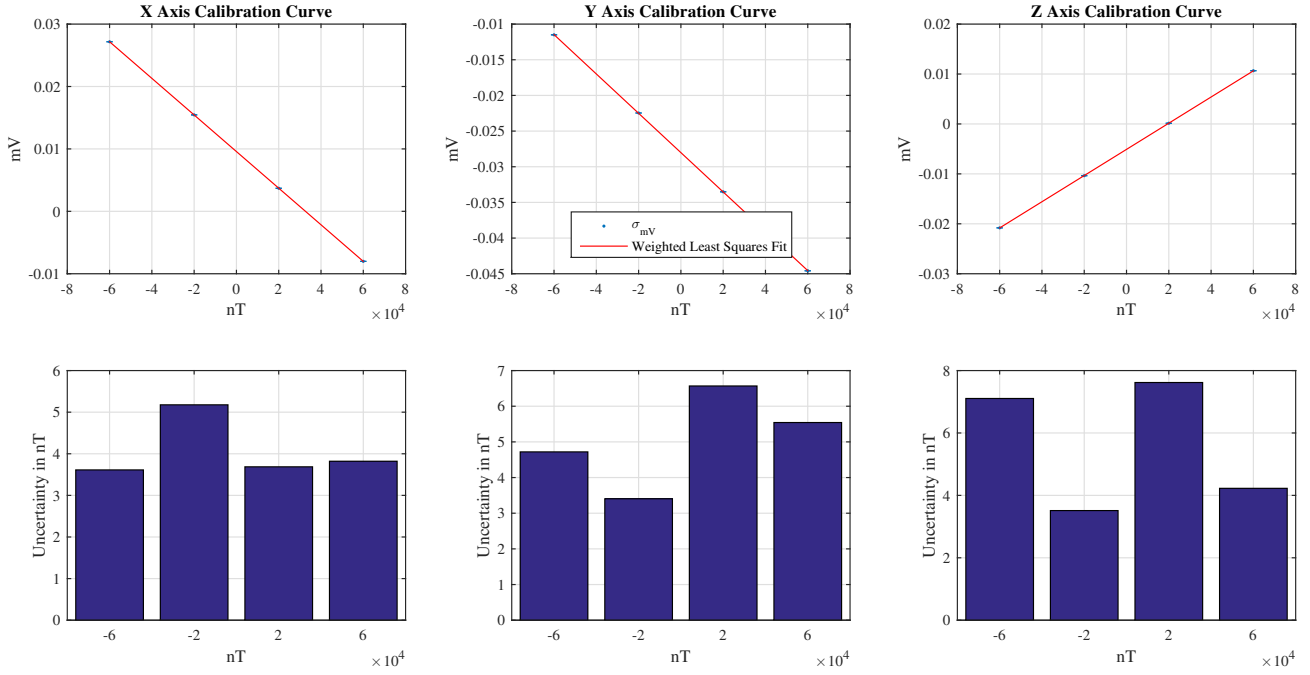 X Axis Calibration Curve
0.03
0.02
0.01
0
-0.01
mV
-8 -6 -4 -2 0 2 4 6 8
nT
×10^4
Y Axis Calibration Curve
-0.01
-0.015
-0.02
-0.025
-0.03
-0.035
-0.04
-0.045
mV
σ_mV
Weighted Least Squares Fit
-8 -6 -4 -2 0 2 4 6 8
nT
×10^4
Z Axis Calibration Curve
0.02
0.01
0
-0.01
-0.02
-0.03
mV
-8 -6 -4 -2 0 2 4 6 8
nT
×10^4
6
5
4
3
2
1
0
Uncertainty in nT
-6 -2 2 6
nT
×10^4
7
6
5
4
3
2
1
0
Uncertainty in nT
-6 -2 2 6
nT
×10^4
8
6
4
2
0
Uncertainty in nT
-6 -2 2 6
nT
×10^4